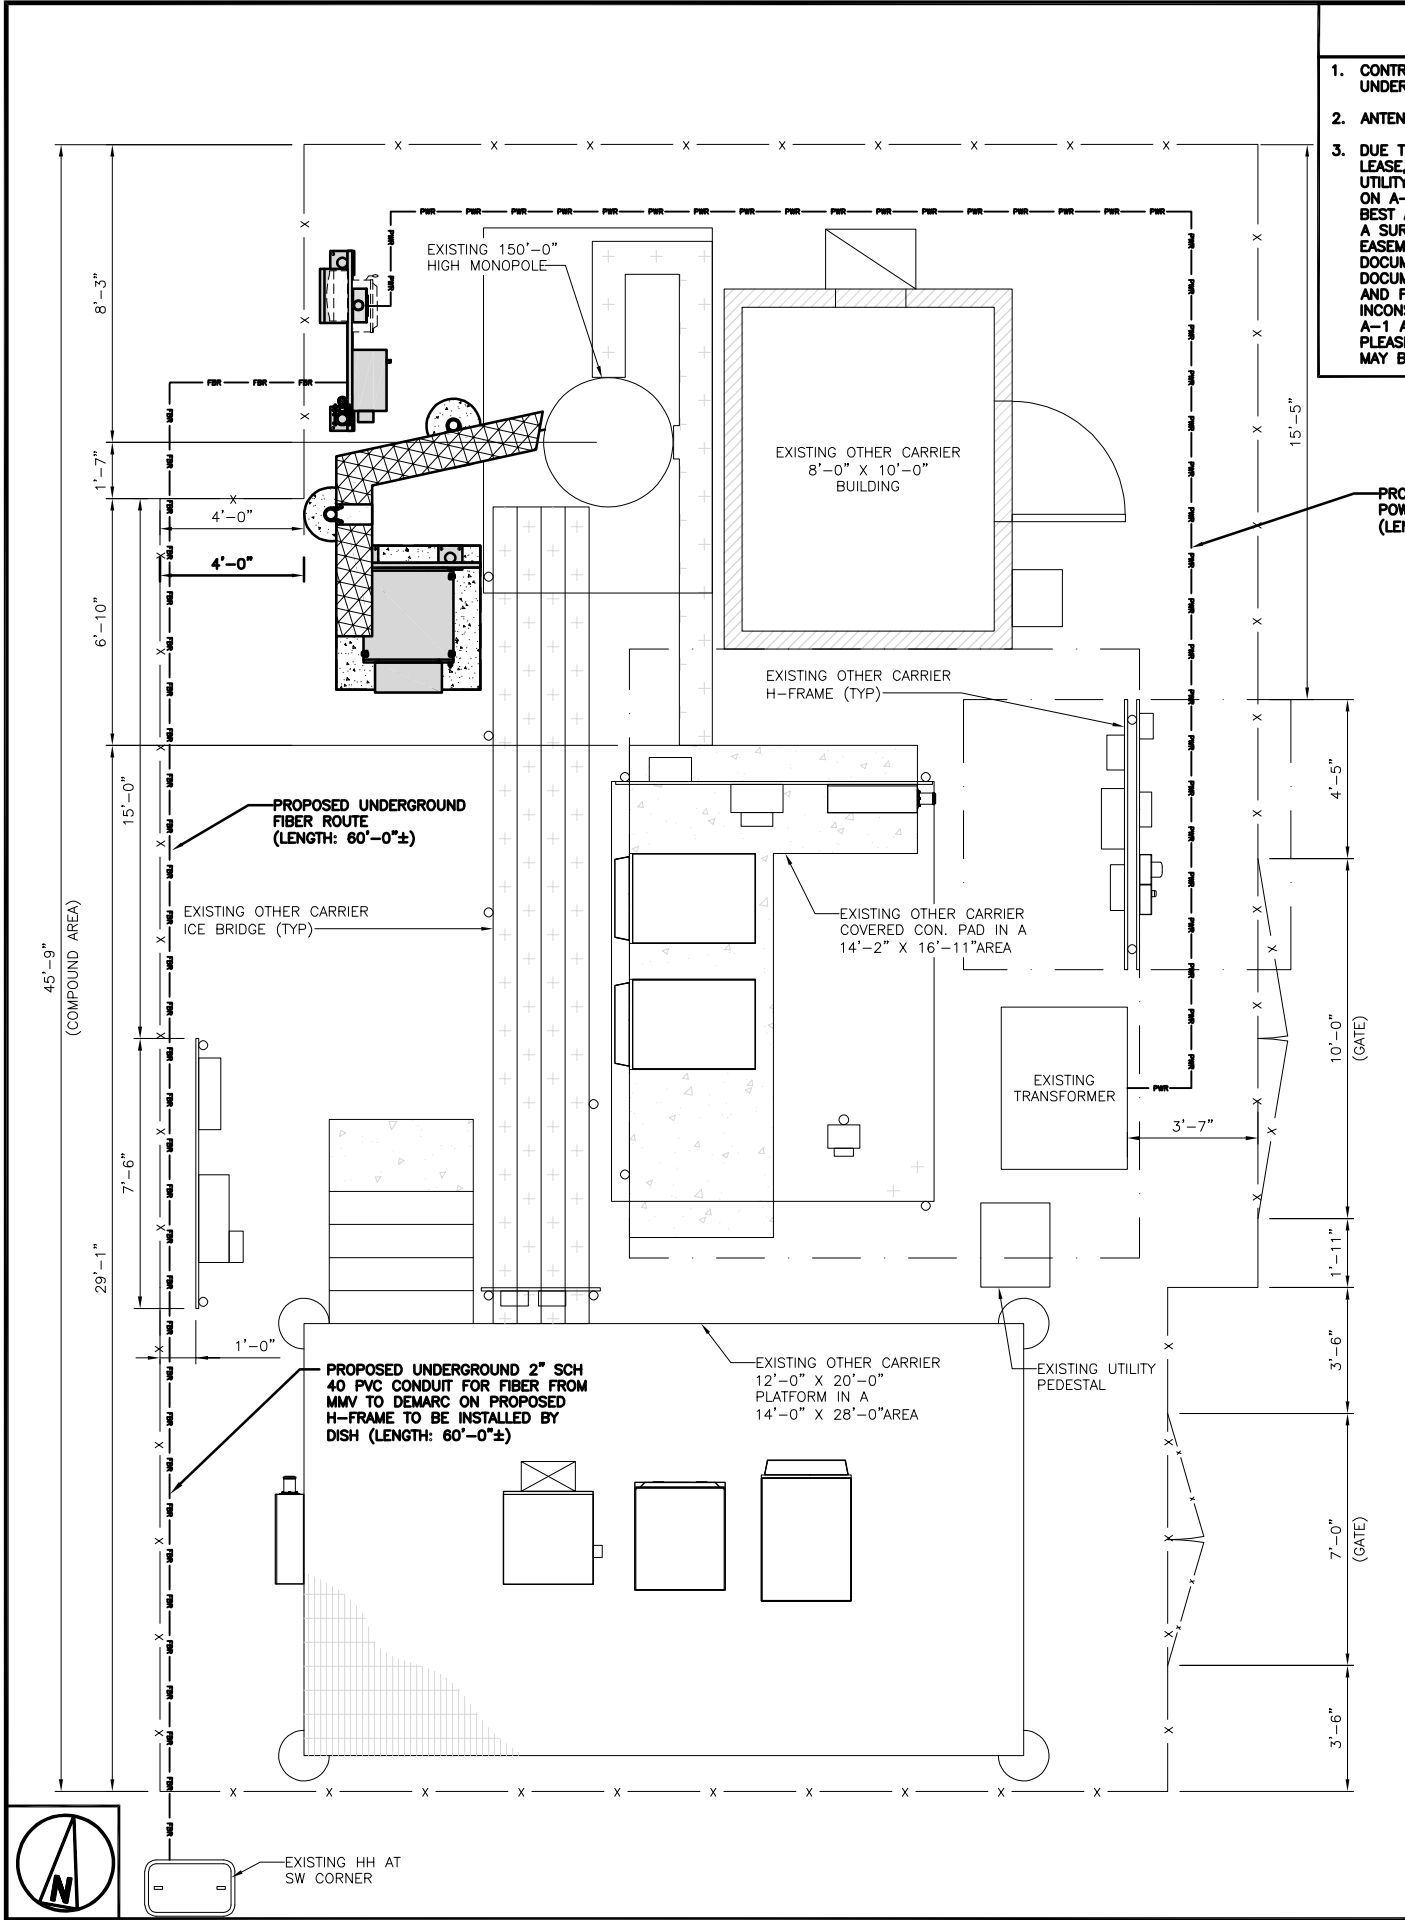 1. CONTR
UNDER
2. ANTEN
3. DUE T
LEASE,
UTILITY
ON A-
BEST A
A SUR
EASEM
DOCUM
DOCUM
AND F
INCONS
A-1 A
PLEASE
MAY B
EXISTING 150'-0"
HIGH MONOPOLE
8'-3"
1'-7"
4'-0"
4'-0"
6'-10"
15'-5"
EXISTING OTHER CARRIER
8'-0" X 10'-0"
BUILDING
PRO
POW
(LEN
EXISTING OTHER CARRIER
H-FRAME (TYP)
15'-0"
PROPOSED UNDERGROUND
FIBER ROUTE
(LENGTH: 60'-0"±)
4'-5"
EXISTING OTHER CARRIER
ICE BRIDGE (TYP)
EXISTING OTHER CARRIER
COVERED CON. PAD IN A
14'-2" X 16'-11"AREA
45'-9"
(COMPOUND AREA)
10'-0"
(GATE)
EXISTING
TRANSFORMER
3'-7"
7'-6"
29'-1"
1'-11"
1'-0"
3'-6"
PROPOSED UNDERGROUND 2" SCH
40 PVC CONDUIT FOR FIBER FROM
MMV TO DEMARC ON PROPOSED
H-FRAME TO BE INSTALLED BY
DISH (LENGTH: 60'-0"±)
EXISTING OTHER CARRIER
12'-0" X 20'-0"
PLATFORM IN A
14'-0" X 28'-0"AREA
EXISTING UTILITY
PEDESTAL
7'-0"
(GATE)
3'-6"
N
EXISTING HH AT
SW CORNER
PWR
FBR